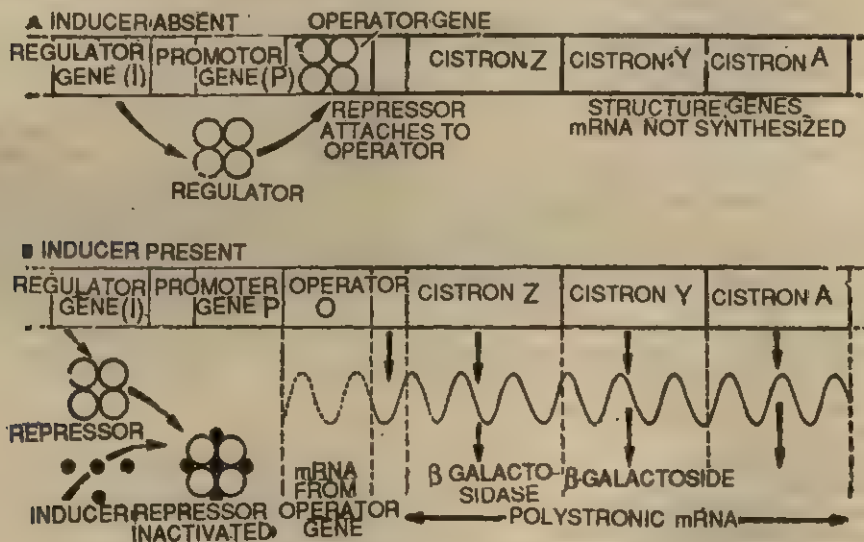 A INDUCER ABSENT
OPERATOR GENE
REGULATOR GENE (I)
PROMOTOR GENE (P)
CISTRON Z
CISTRON Y
CISTRON A
REPRESSOR
ATTACHES TO
OPERATOR
STRUCTURE GENES
mRNA NOT SYNTHESIZED
REGULATOR
B INDUCER PRESENT
REGULATOR GENE (I)
PROMOTER GENE P
OPERATOR O
CISTRON Z
CISTRON Y
CISTRON A
REPRESSOR
INDUCER
REPRESSOR
INACTIVATED
mRNA
FROM
OPERATOR
GENE
β GALACTO-
SIDASE
β-GALACTOSIDE
POLYSTRONIC mRNA